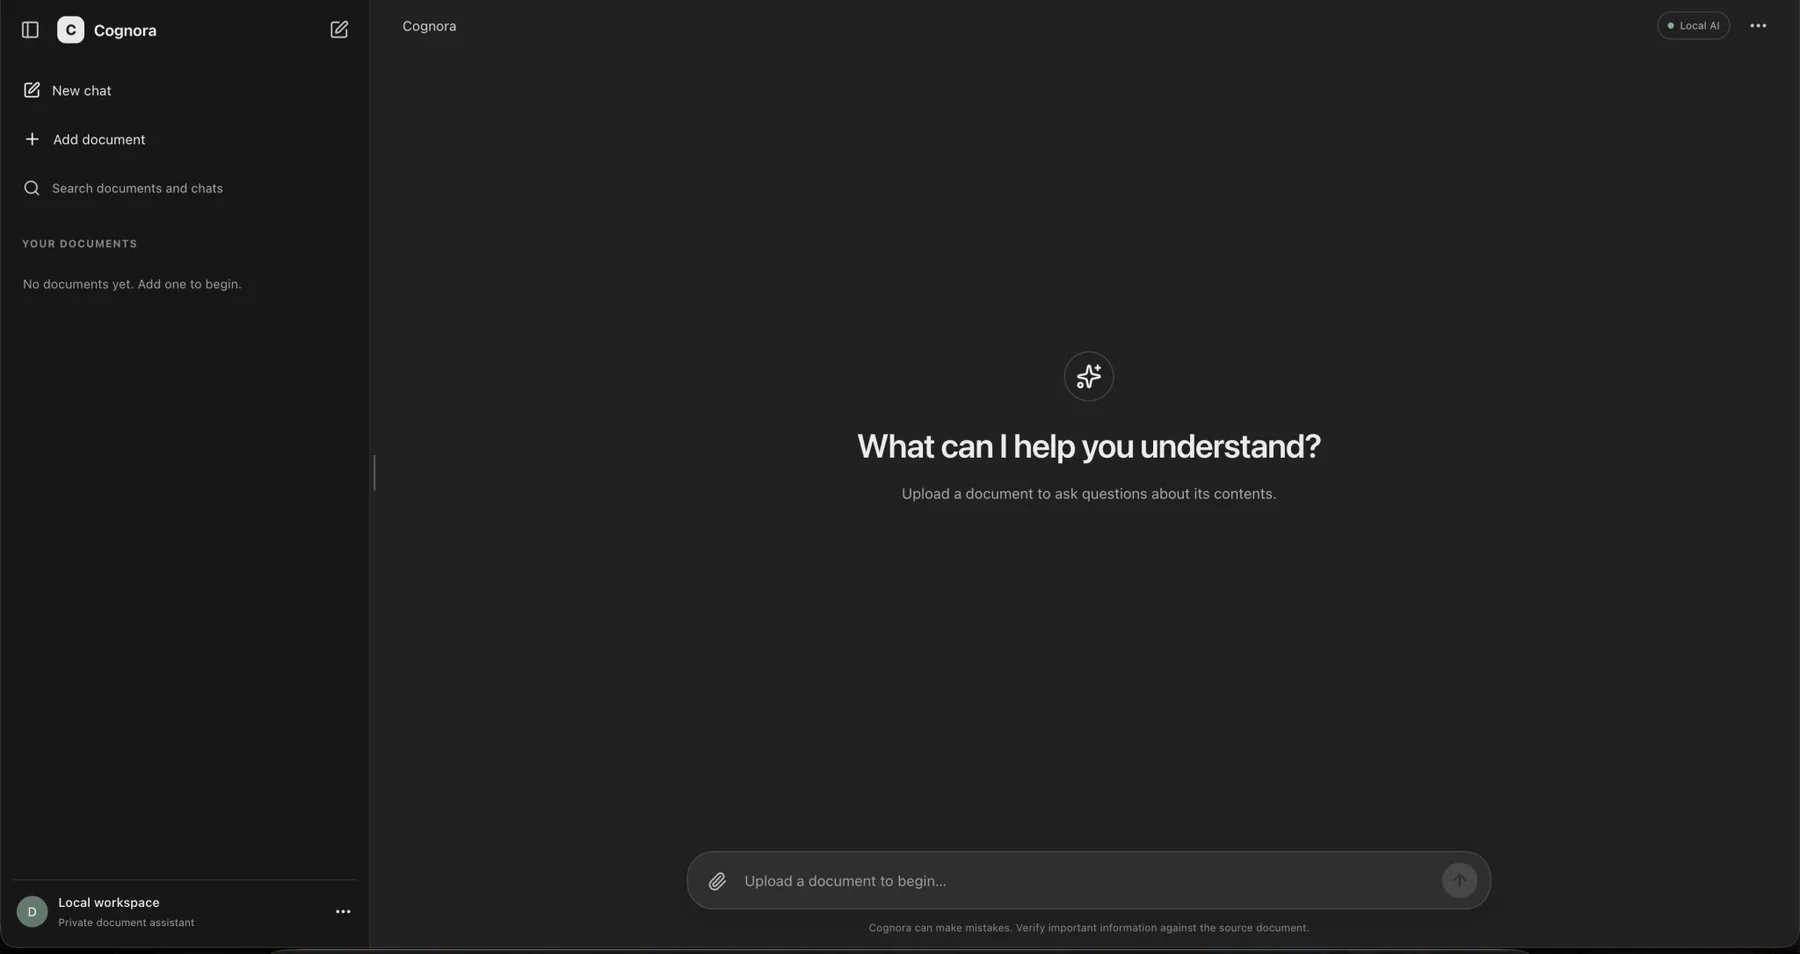 C Cognora
New chat
Add document
Search documents and chats
YOUR DOCUMENTS
No documents yet. Add one to begin.
D
Local workspace
Private document assistant
Cognora
Local AI
What can I help you understand?
Upload a document to ask questions about its contents.
Upload a document to begin...
Cognora can make mistakes. Verify important information against the source document.